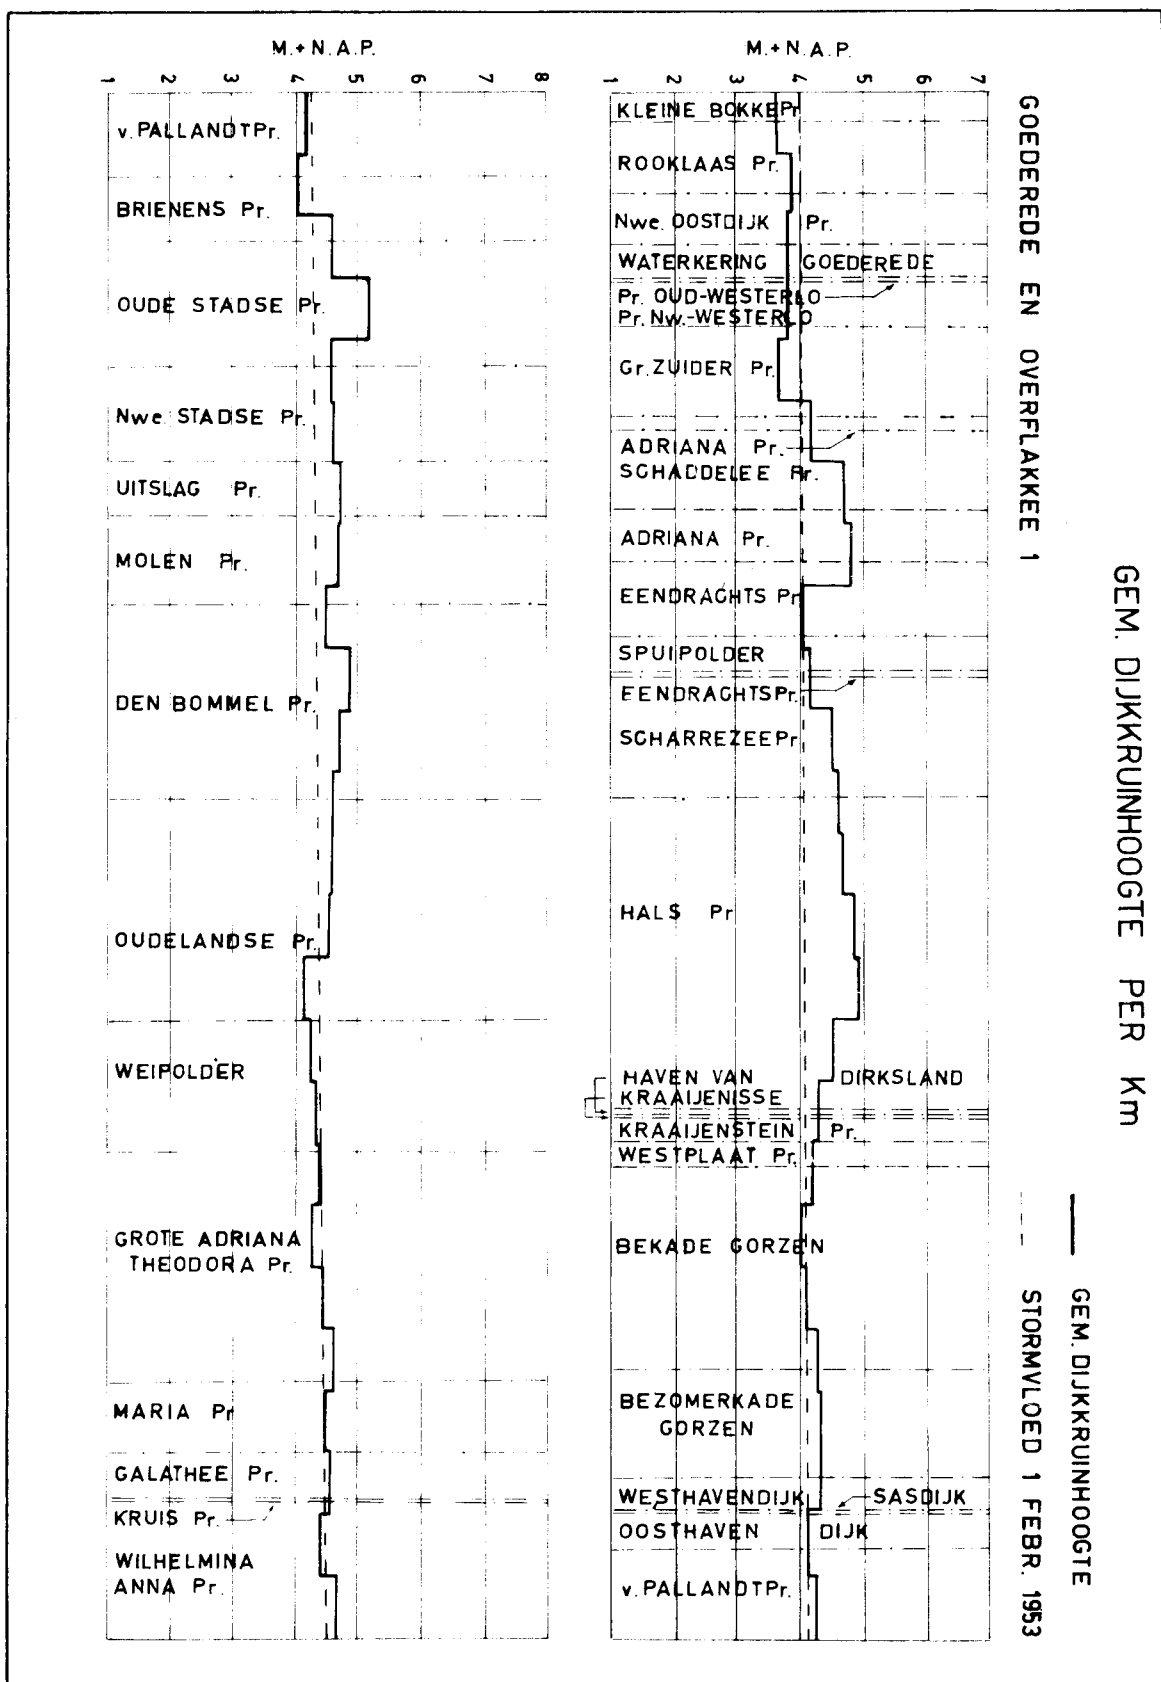 GEM. DIJKKRUINHOOGTE PER Km
GOEDEREDE EN OVERFLAKKEE 1
GEM. DIJKKRUINHOOGTE
STORMVLOED 1 FEBR. 1953
M.+ N.A.P.
1 2 3 4 5 6 7
KLEINE BOKKE Pr
ROOKLAAS Pr.
Nwe. OOSTDIJK Pr.
WATERKERING GOEDEREDE
Pr. OUD-WESTERLO
Pr. Nw.-WESTERLO
Gr. ZUIDER Pr.
ADRIANA Pr.
SCHADDELEE Pr.
ADRIANA Pr.
EENDRACHTS Pr
SPUIPOLDER
EENDRACHTS Pr.
SCHARREZEE Pr
HALS Pr
HAVEN VAN DIRKSLAND
KRAAIJENISSE
KRAAIJENSTEIN Pr.
WESTPLAAT Pr.
BEKADE GORZEN
BEZOMERKADE
GORZEN
WESTHAVENDIJK SASDIJK
OOSTHAVEN DIJK
v. PALLANDT Pr.
M.+ N.A.P.
1 2 3 4 5 6 7 8
v. PALLANDT Pr.
BRIENENS Pr.
OUDE STADSE Pr.
Nwe. STADSE Pr.
UITSLAG Pr.
MOLEN Pr.
DEN BOMMEL Pr.
OUDELANDSE Pr.
WEIPOLDER
GROTE ADRIANA
THEODORA Pr.
MARIA Pr
GALATHEE Pr.
KRUIS Pr.
WILHELMINA
ANNA Pr.